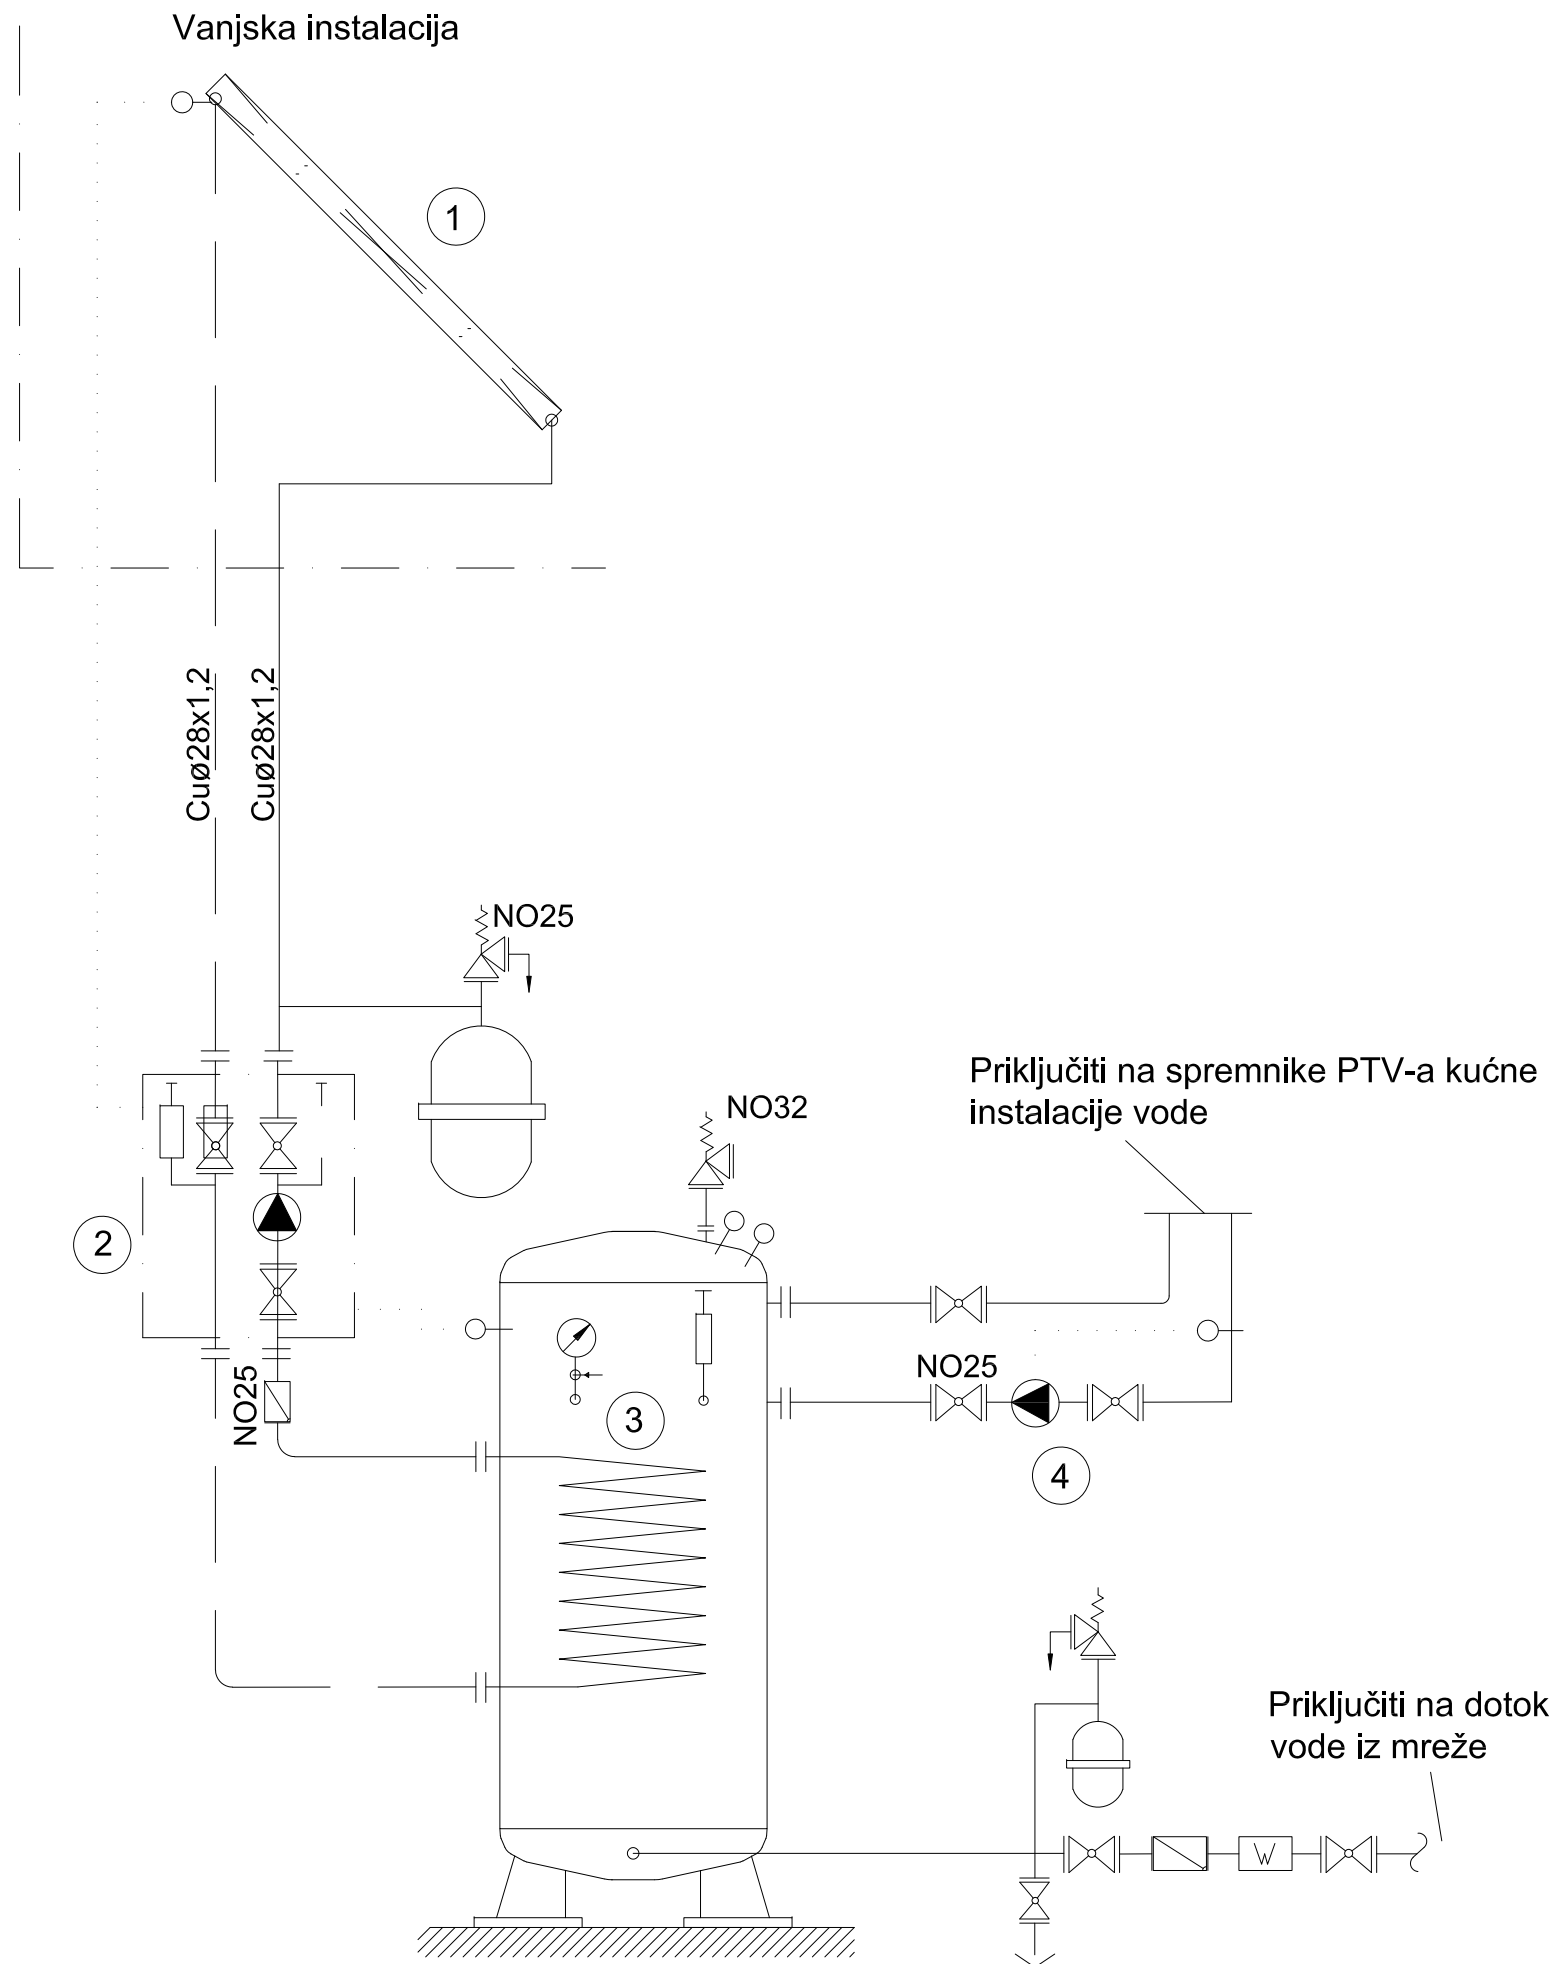 Vanjska instalacija
1
Cuø28x1,2
Cuø28x1,2
NO25
NO32
Priključiti na spremnike PTV-a kućne
instalacije vode
2
NO25
NO25
3
4
Priključiti na dotok
vode iz mreže
W